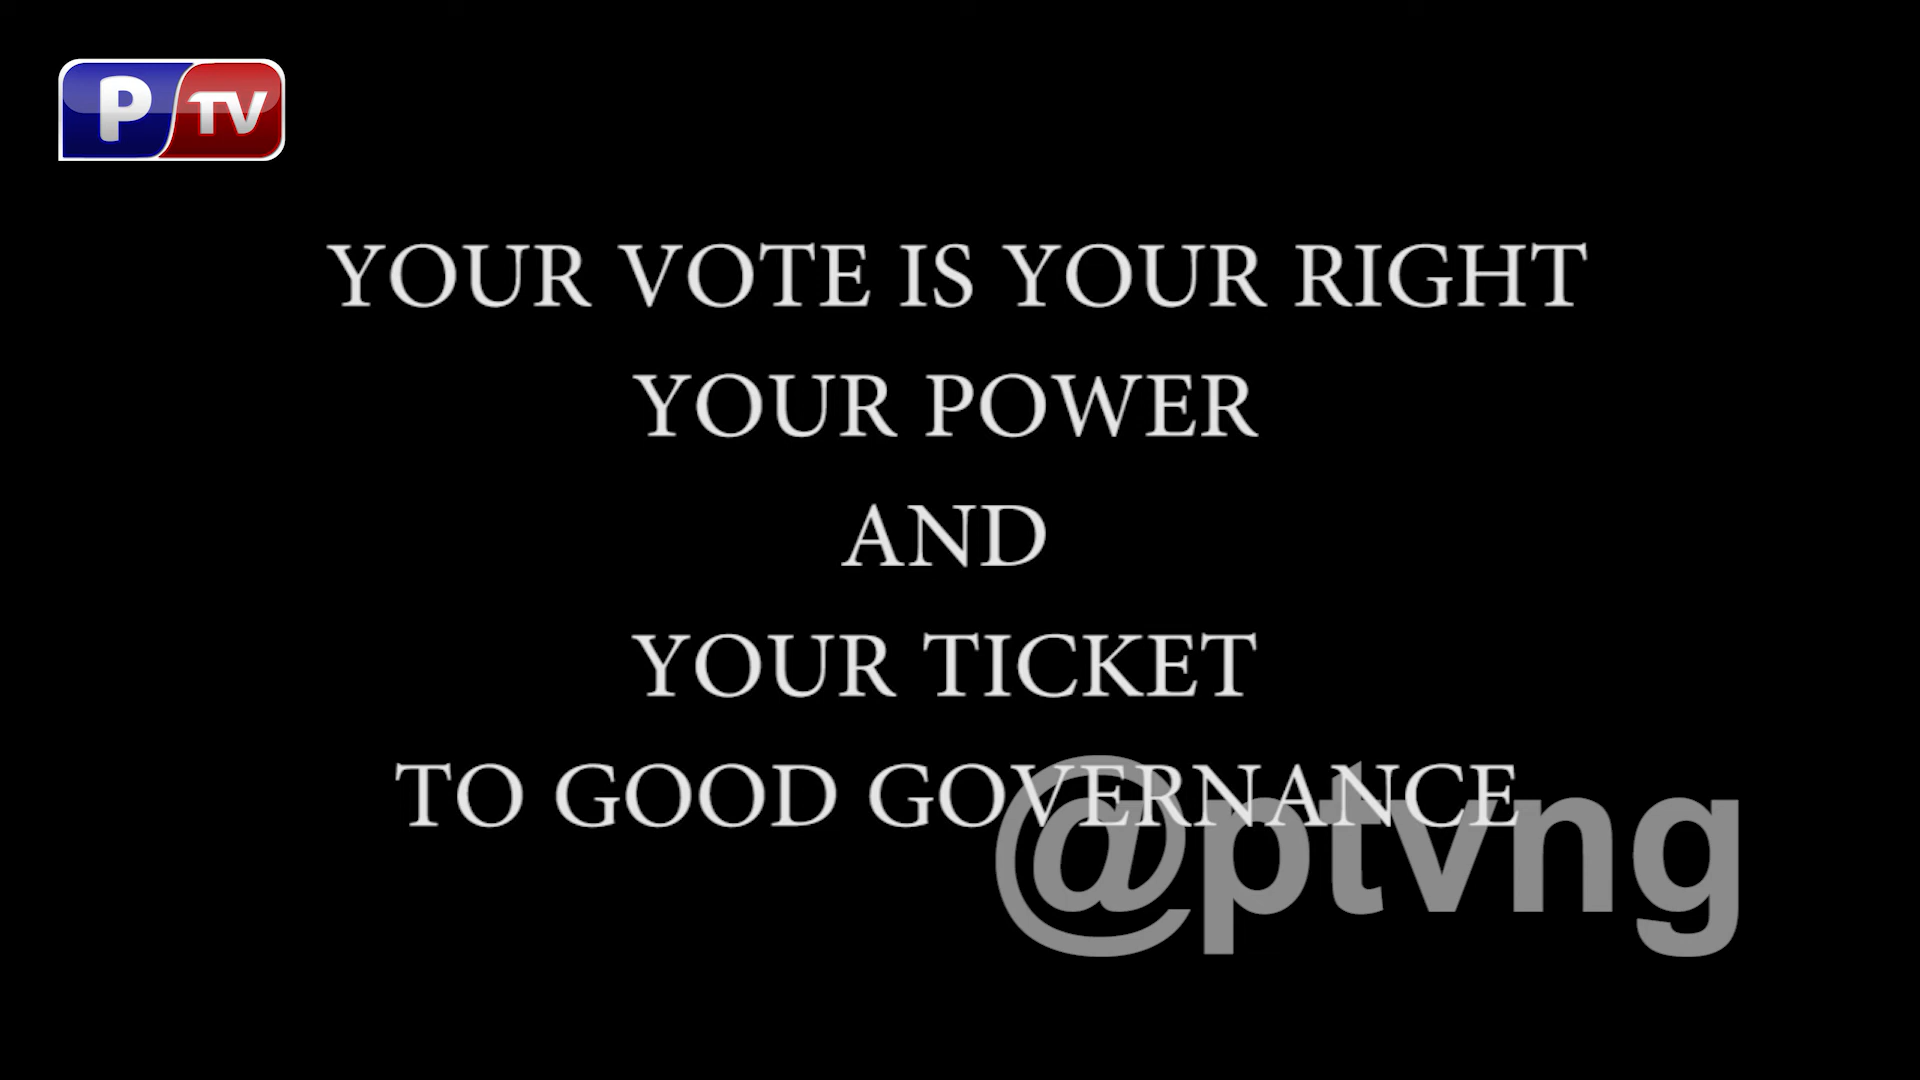 P TV
YOUR VOTE IS YOUR RIGHT
YOUR POWER
AND
YOUR TICKET
TO GOOD GOVERNANCE
@ptvng